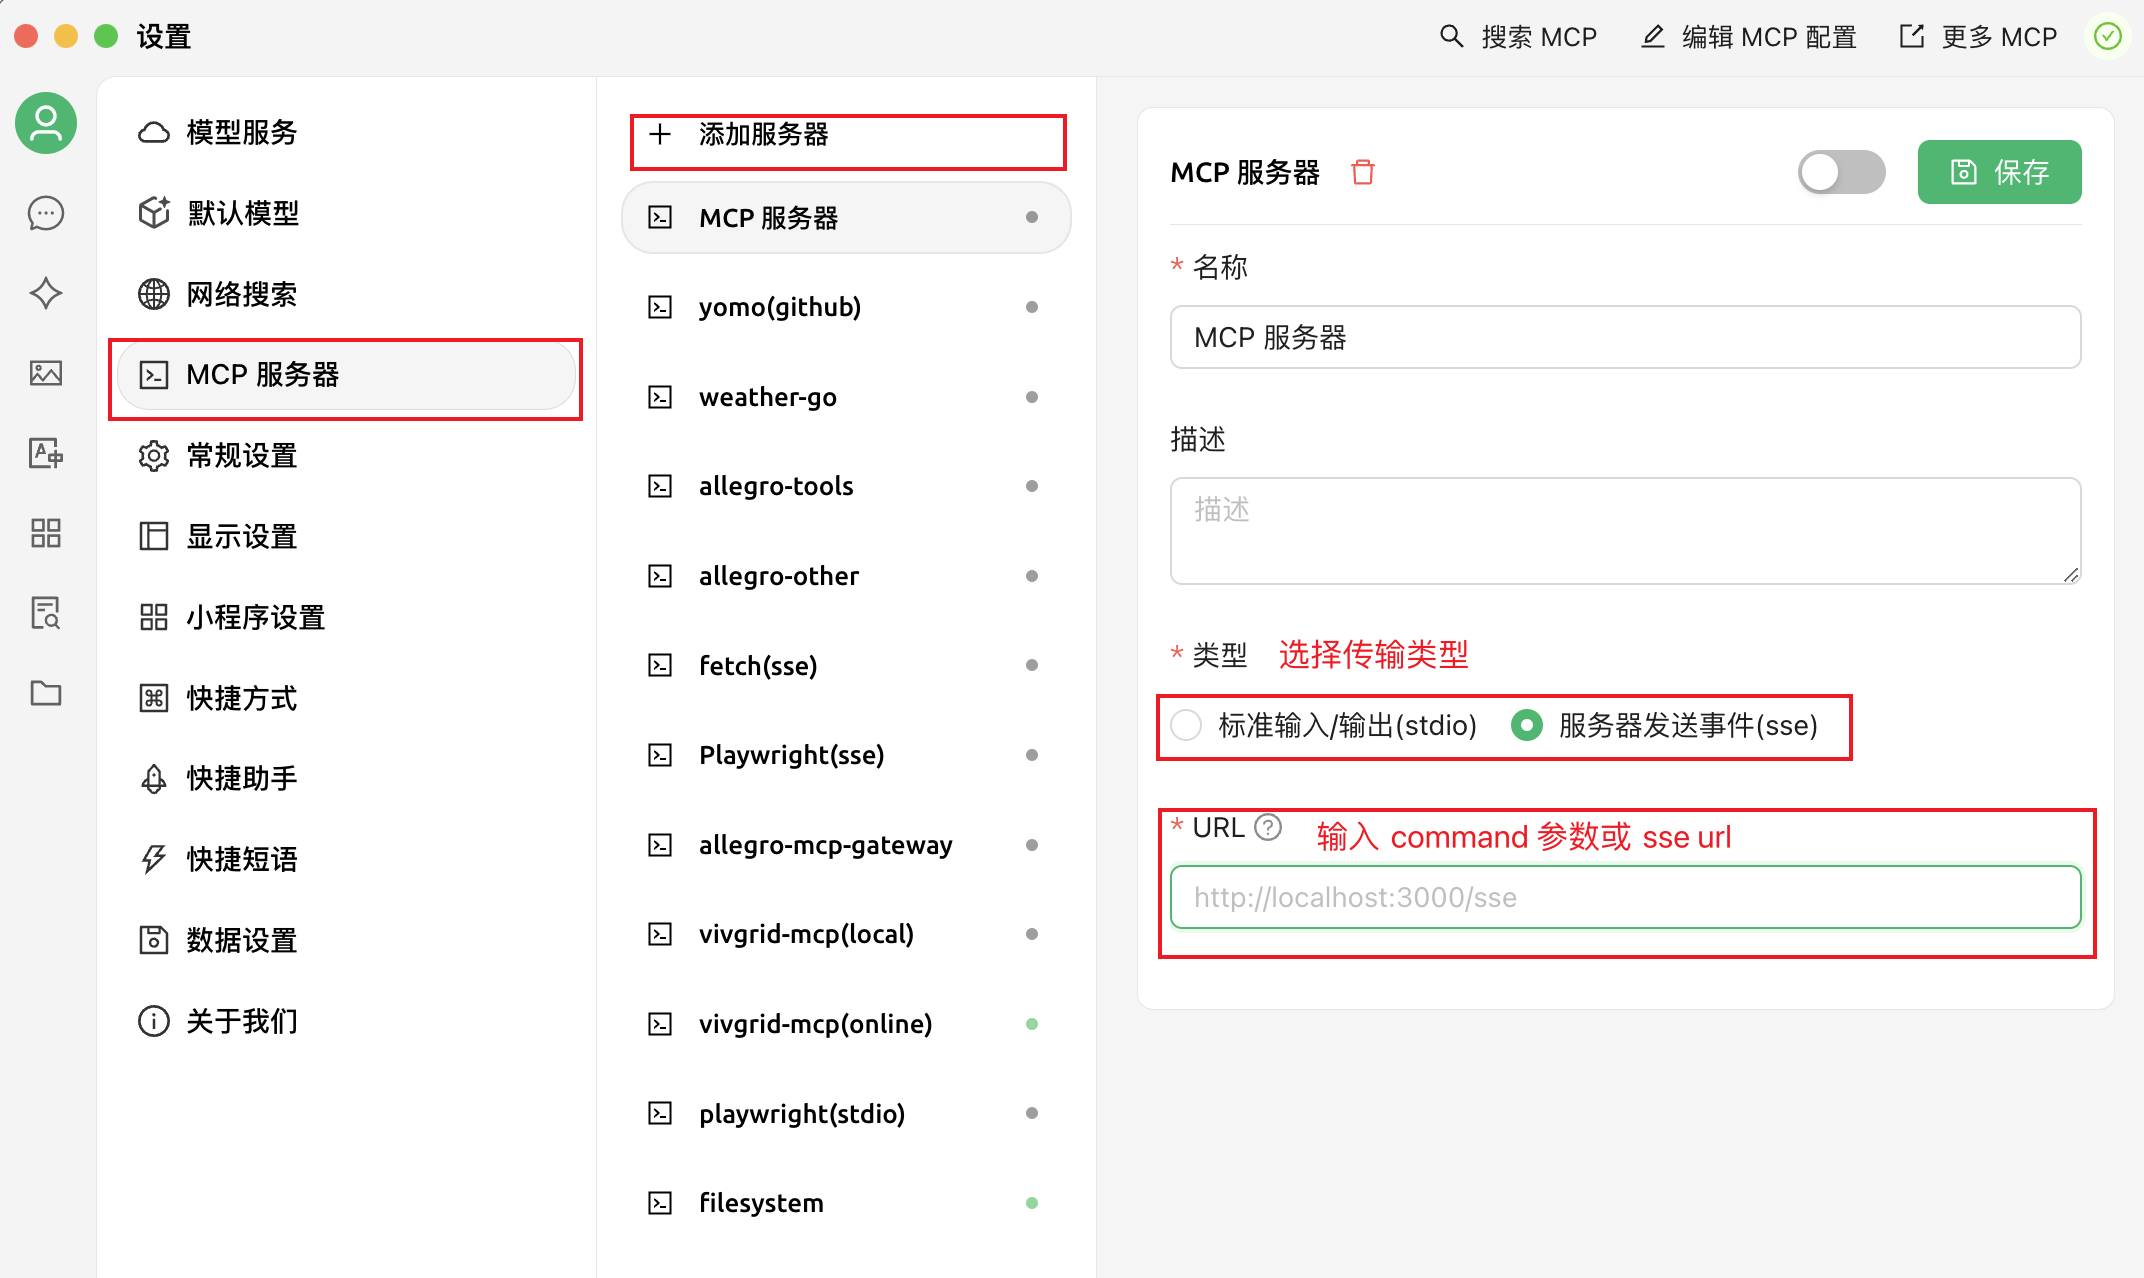 设置
搜索 MCP
编辑 MCP 配置
更多 MCP
模型服务
默认模型
网络搜索
MCP 服务器
常规设置
显示设置
小程序设置
快捷方式
快捷助手
快捷短语
数据设置
关于我们
添加服务器
MCP 服务器
yomo(github)
weather-go
allegro-tools
allegro-other
fetch(sse)
Playwright(sse)
allegro-mcp-gateway
vivgrid-mcp(local)
vivgrid-mcp(online)
playwright(stdio)
filesystem
MCP 服务器
保存
* 名称
MCP 服务器
描述
描述
* 类型 选择传输类型
标准输入/输出(stdio) 服务器发送事件(sse)
* URL 输入 command 参数或 sse url
http://localhost:3000/sse